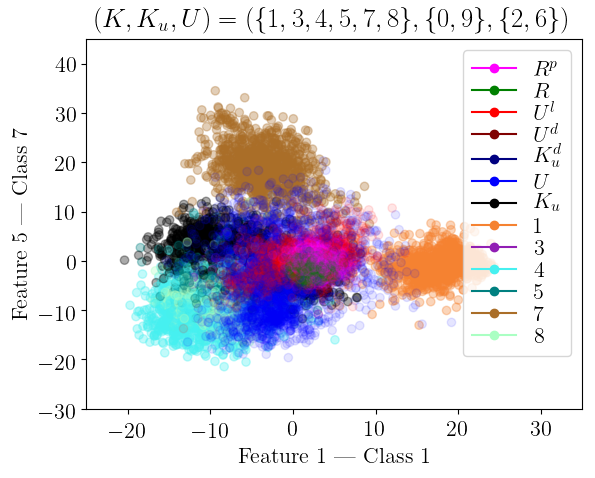 (K, K_u, U) = ({1, 3, 4, 5, 7, 8}, {0, 9}, {2, 6})
Feature 5 — Class 7
40
30
20
10
0
−10
−20
−30
−20
−10
0
10
20
30
Feature 1 — Class 1
R^p
R
U^l
U^d
K_u^d
U
K_u
1
3
4
5
7
8